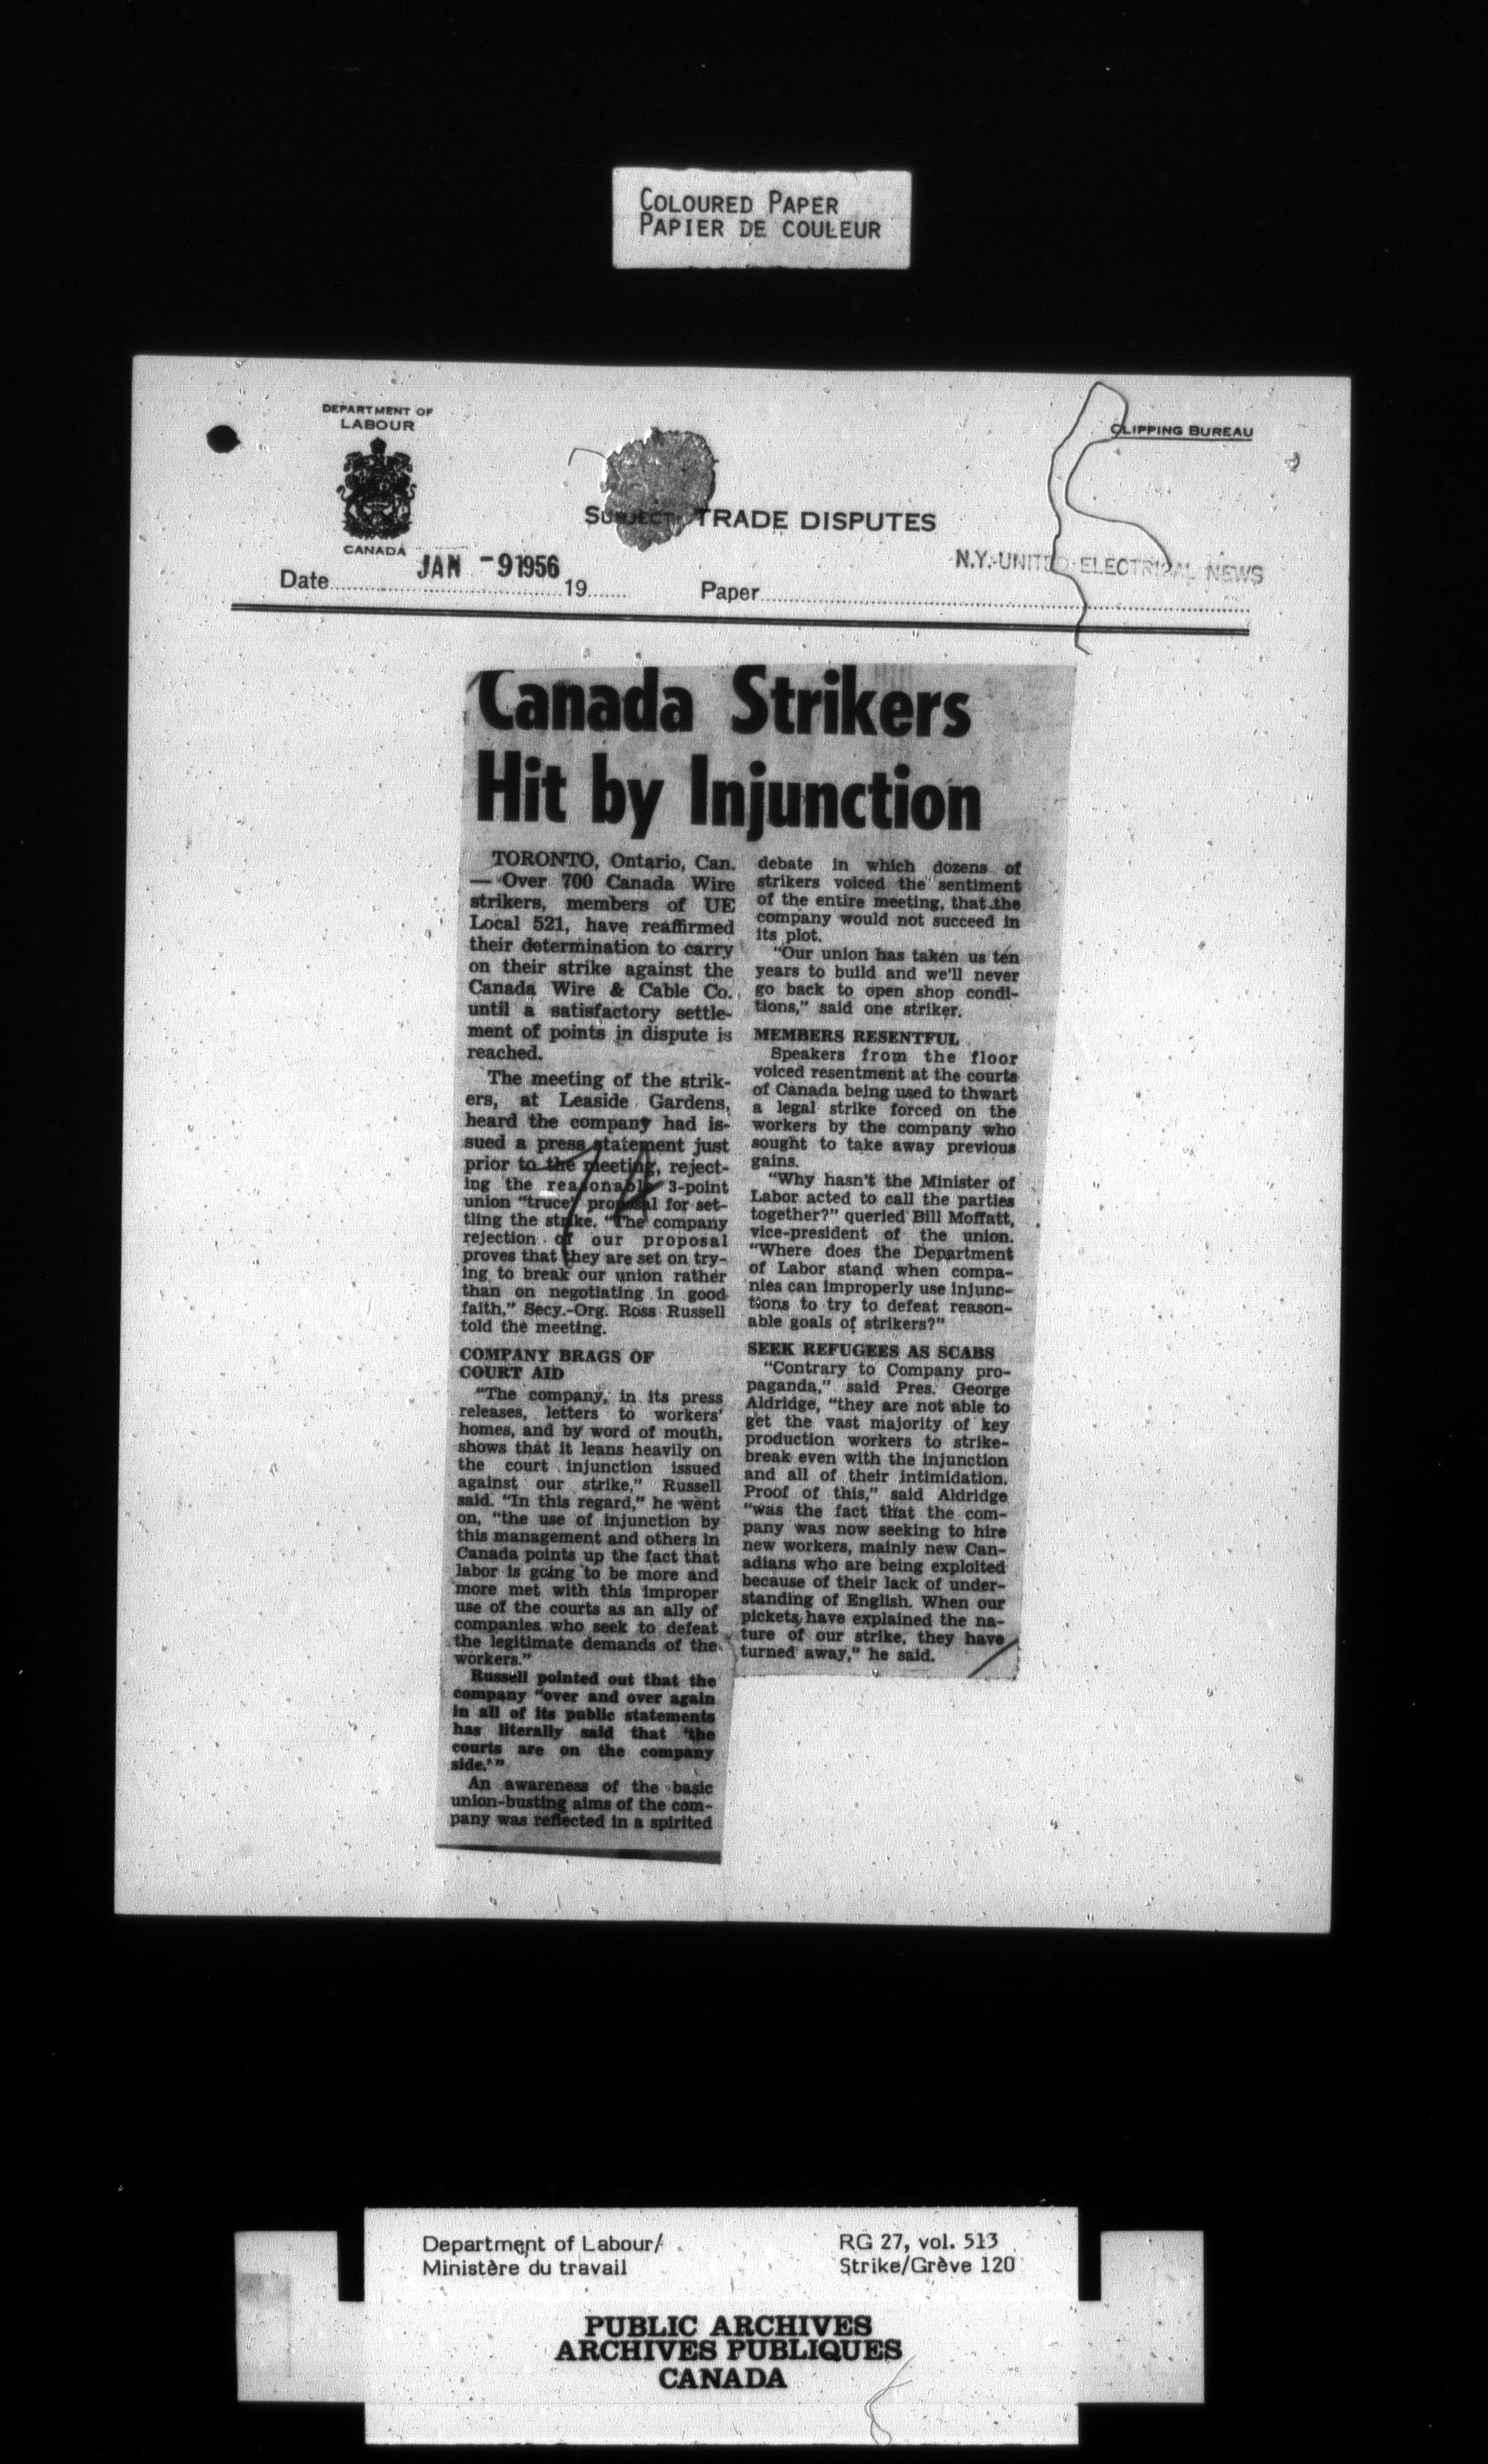 COLOURED PAPER
PAPIER DE COULEUR
DEPARTMENT OF
LABOUR
CANADA
CLIPPING BUREAU
SUBJECT: TRADE DISPUTES
Date JAN -9 1956 19
Paper N.Y.-UNITED ELECTRICAL NEWS
Canada Strikers
Hit by Injunction
TORONTO, Ontario, Can.
— Over 700 Canada Wire
strikers, members of UE
Local 521, have reaffirmed
their determination to carry
on their strike against the
Canada Wire & Cable Co.
until a satisfactory settle-
ment of points in dispute is
reached.
The meeting of the strik-
ers, at Leaside Gardens,
heard the company had is-
sued a press statement just
prior to the meeting, reject-
ing the reasonable 3-point
union "truce" proposal for set-
tling the strike. "The company
rejection of our proposal
proves that they are set on try-
ing to break our union rather
than on negotiating in good
faith," Secy.-Org. Ross Russell
told the meeting.
COMPANY BRAGS OF
COURT AID
"The company, in its press
releases, letters to workers'
homes, and by word of mouth,
shows that it leans heavily on
the court injunction issued
against our strike," Russell
said. "In this regard," he went
on, "the use of injunction by
this management and others in
Canada points up the fact that
labor is going to be more and
more met with this improper
use of the courts as an ally of
companies who seek to defeat
the legitimate demands of the
workers."
Russell pointed out that the
company "over and over again
in all of its public statements
has literally said that 'the
courts are on the company
side.'"
An awareness of the basic
union-busting aims of the com-
pany was reflected in a spirited
debate in which dozens of
strikers voiced the sentiment
of the entire meeting, that the
company would not succeed in
its plot.
"Our union has taken us ten
years to build and we'll never
go back to open shop condi-
tions," said one striker.
MEMBERS RESENTFUL
Speakers from the floor
voiced resentment at the courts
of Canada being used to thwart
a legal strike forced on the
workers by the company who
sought to take away previous
gains.
"Why hasn't the Minister of
Labor acted to call the parties
together?" queried Bill Moffatt,
vice-president of the union.
"Where does the Department
of Labor stand when compa-
nies can improperly use injunc-
tions to try to defeat reason-
able goals of strikers?"
SEEK REFUGEES AS SCABS
"Contrary to Company pro-
paganda," said Pres. George
Aldridge, "they are not able to
get the vast majority of key
production workers to strike-
break even with the injunction
and all of their intimidation.
Proof of this," said Aldridge
"was the fact that the com-
pany was now seeking to hire
new workers, mainly new Can-
adians who are being exploited
because of their lack of under-
standing of English. When our
pickets have explained the na-
ture of our strike, they have
turned away," he said.
Department of Labour/
Ministère du travail
RG 27, vol. 513
Strike/Grève 120
PUBLIC ARCHIVES
ARCHIVES PUBLIQUES
CANADA